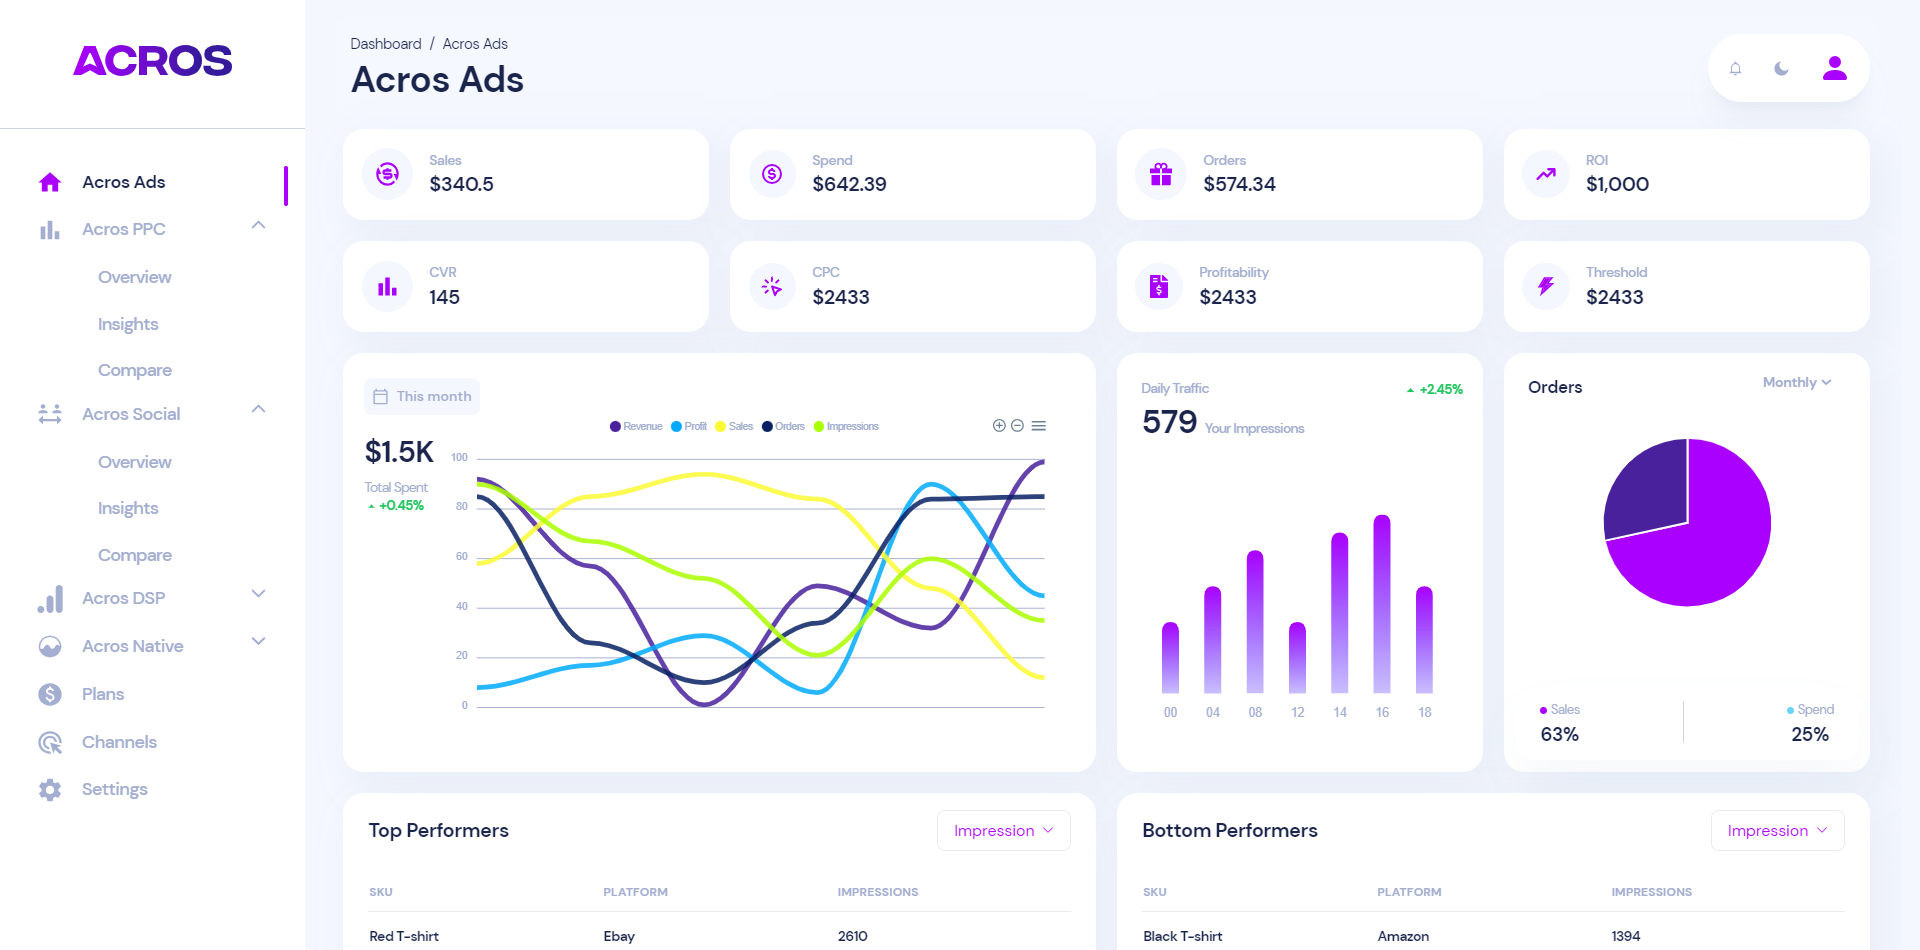 ACROS
Acros Ads
Acros PPC
Overview
Insights
Compare
Acros Social
Overview
Insights
Compare
Acros DSP
Acros Native
Plans
Channels
Settings
Dashboard / Acros Ads
Acros Ads
Sales
$340.5
Spend
$642.39
Orders
$574.34
ROI
$1,000
CVR
145
CPC
$2433
Profitability
$2433
Threshold
$2433
This month
$1.5K
Total Spent
+0.45%
Revenue Profit Sales Orders Impressions
100
80
60
40
20
0
Daily Traffic
+2.45%
579 Your Impressions
00 04 08 12 14 16 18
Orders
Monthly
Sales
63%
Spend
25%
Top Performers
Impression
SKU PLATFORM IMPRESSIONS
Red T-shirt Ebay 2610
Bottom Performers
Impression
SKU PLATFORM IMPRESSIONS
Black T-shirt Amazon 1394